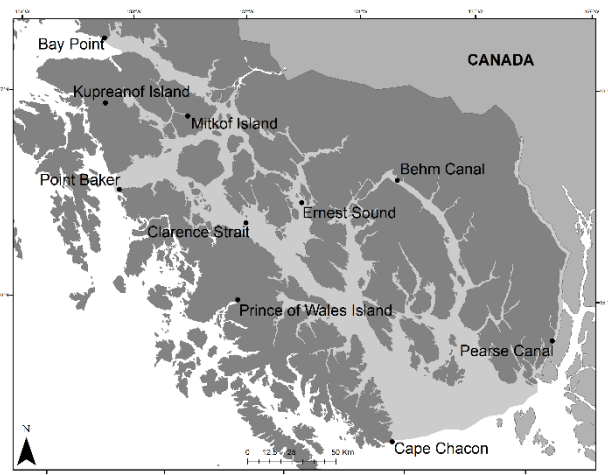 CANADA
Bay Point
Kupreanof Island
Mitkof Island
Point Baker
Behm Canal
Ernest Sound
Clarence Strait
Prince of Wales Island
Pearse Canal
Cape Chacon
N
0 12.5 25 50 Km